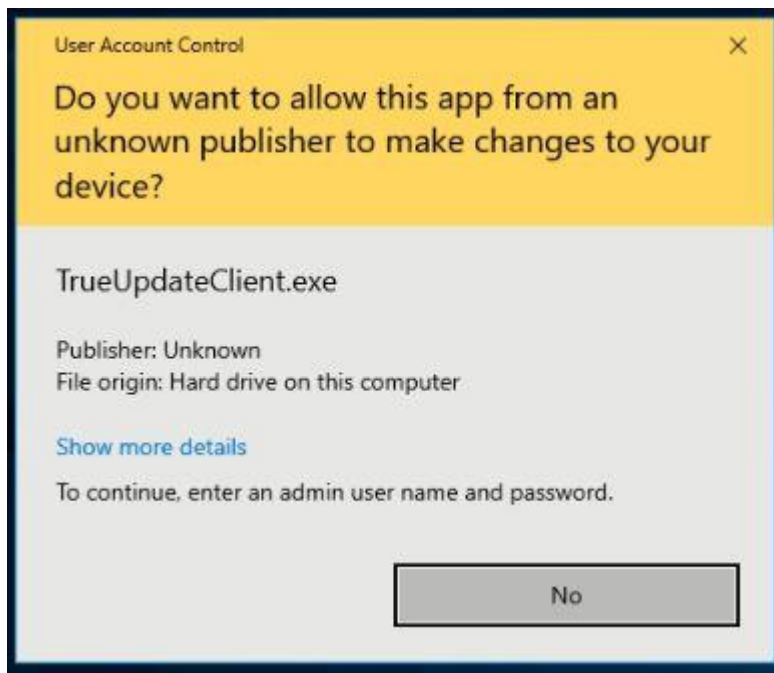 User Account Control
Do you want to allow this app from an
unknown publisher to make changes to your
device?
TrueUpdateClient.exe
Publisher: Unknown
File origin: Hard drive on this computer
Show more details
To continue, enter an admin user name and password.
No